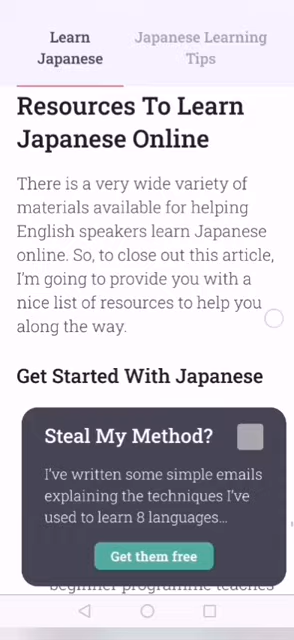 Learn
Japanese
Japanese Learning
Tips
Resources To Learn
Japanese Online
There is a very wide variety of
materials available for helping
English speakers learn Japanese
online. So, to close out this article,
I'm going to provide you with a
nice list of resources to help you
along the way.
Get Started With Japanese
Steal My Method?
I've written some simple emails
explaining the techniques I've
used to learn 8 languages...
Get them free
beginner programme teaches